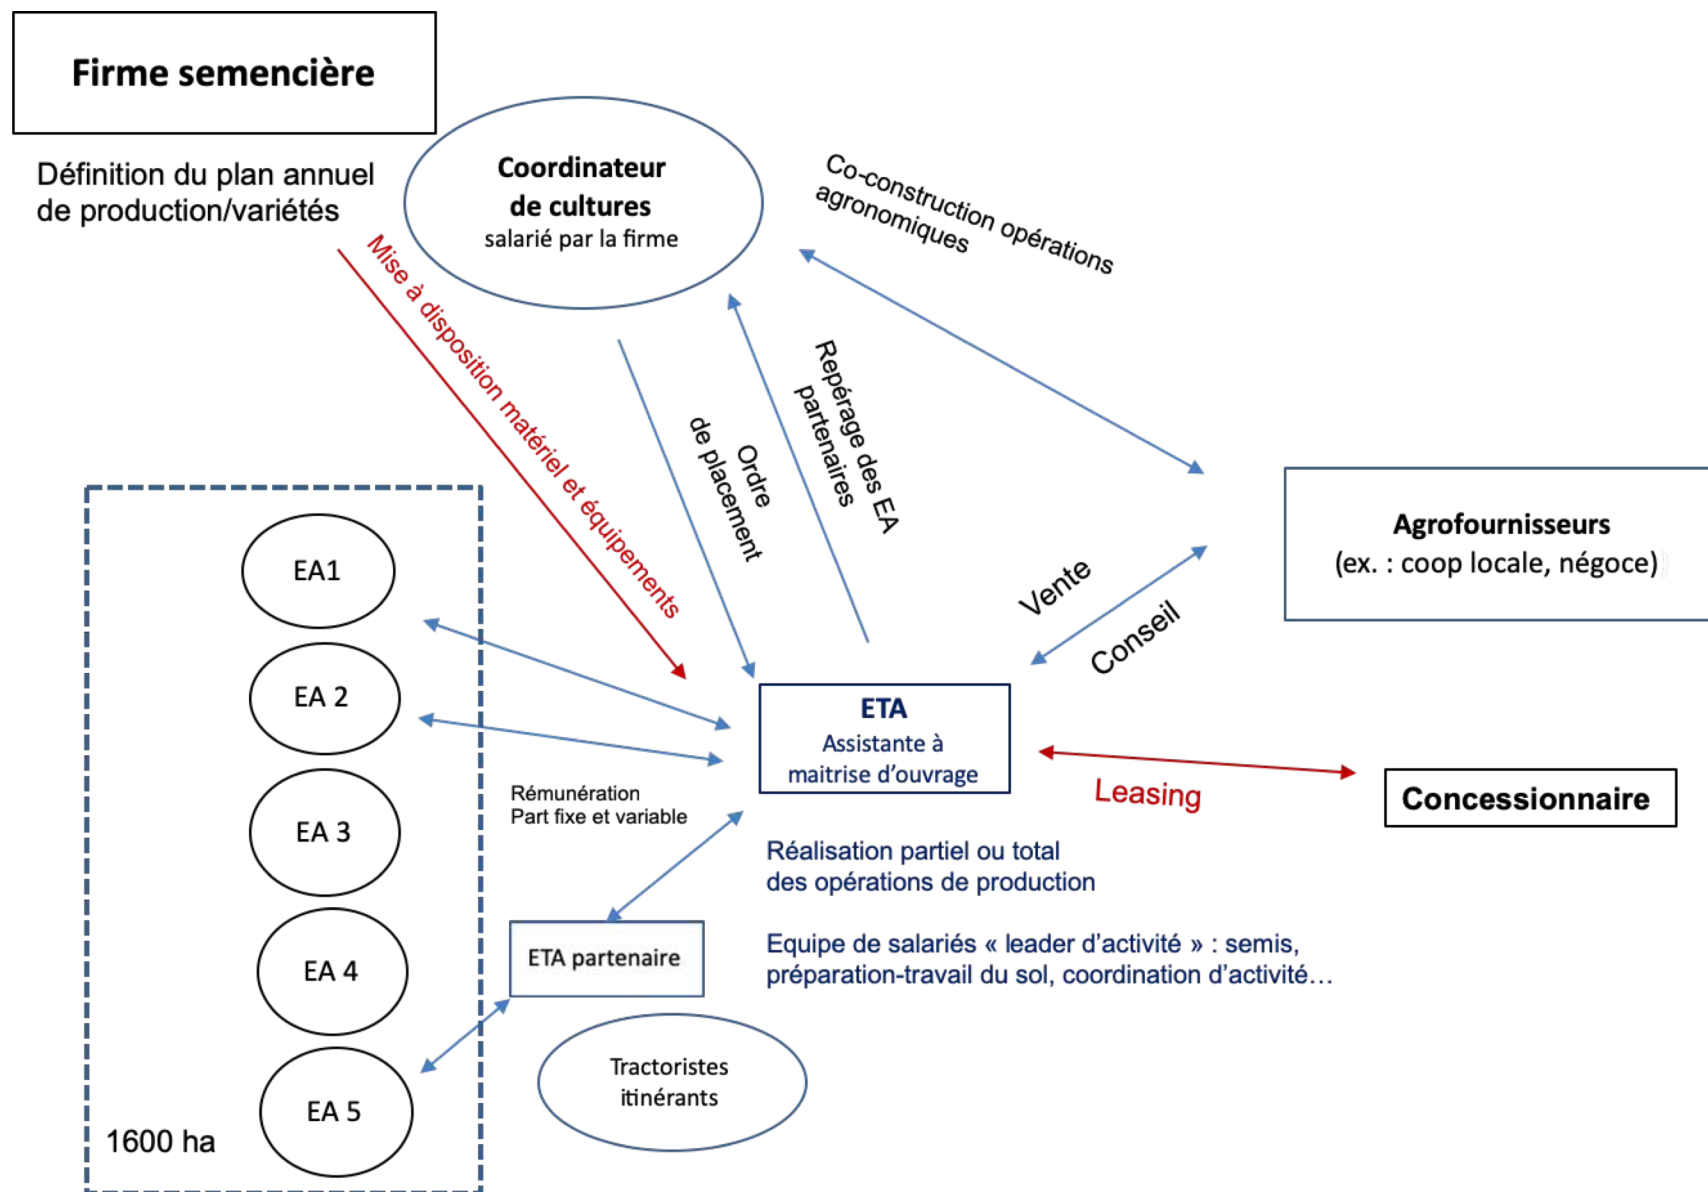 Firme semencière
Définition du plan annuel
de production/variétés
Coordinateur
de cultures
salarié par la firme
Co-construction opérations
agronomiques
Mise à disposition matériel et équipements
Ordre
de placement
Repérage des EA
partenaires
Agrofournisseurs
(ex. : coop locale, négoce)
Vente
Conseil
EA1
EA 2
EA 3
EA 4
EA 5
1600 ha
ETA
Assistante à
maitrise d'ouvrage
Leasing
Concessionnaire
Rémunération
Part fixe et variable
Réalisation partiel ou total
des opérations de production
Equipe de salariés « leader d'activité » : semis,
préparation-travail du sol, coordination d'activité…
ETA partenaire
Tractoristes
itinérants